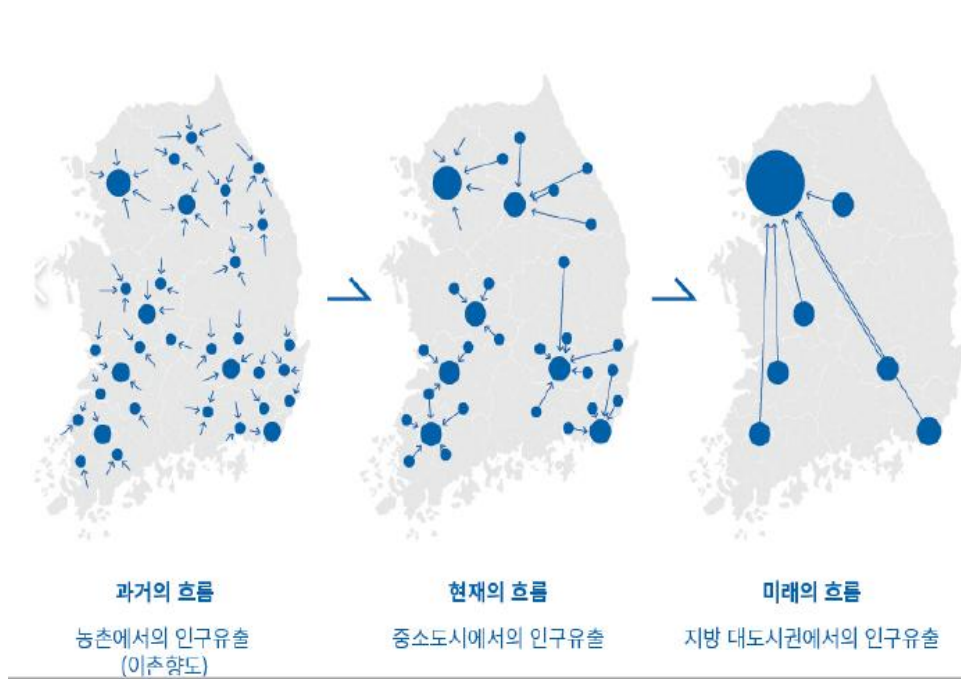 과거의 흐름
농촌에서의 인구유출
(이촌향도)
현재의 흐름
중소도시에서의 인구유출
미래의 흐름
지방 대도시권에서의 인구유출